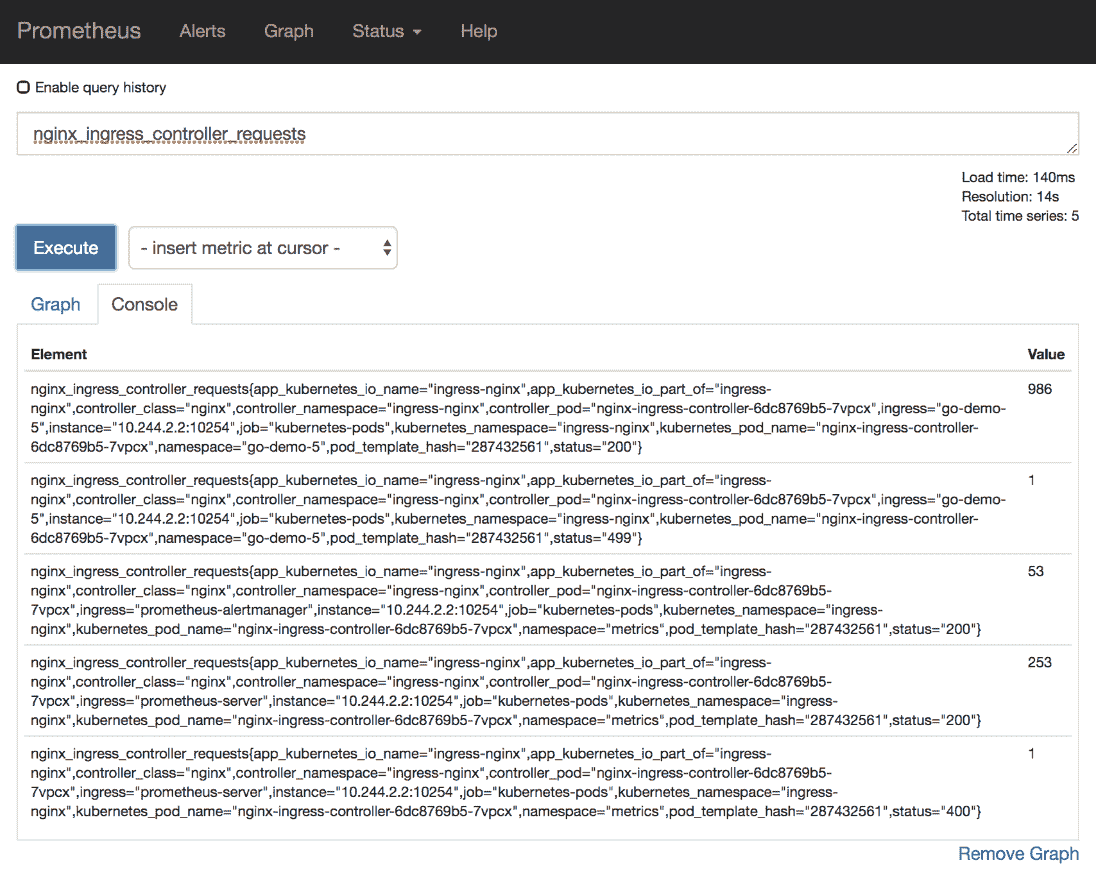 Prometheus Alerts Graph Status Help
Enable query history
nginx_ingress_controller_requests
Load time: 140ms
Resolution: 14s
Total time series: 5
Execute - insert metric at cursor -
Graph Console
Element Value
nginx_ingress_controller_requests{app_kubernetes_io_name="ingress-nginx",app_kubernetes_io_part_of="ingress- 986
nginx",controller_class="nginx",controller_namespace="ingress-nginx",controller_pod="nginx-ingress-controller-6dc8769b5-7vpcx",ingress="go-demo-
5",instance="10.244.2.2:10254",job="kubernetes-pods",kubernetes_namespace="ingress-nginx",kubernetes_pod_name="nginx-ingress-controller-
6dc8769b5-7vpcx",namespace="go-demo-5",pod_template_hash="287432561",status="200"}
nginx_ingress_controller_requests{app_kubernetes_io_name="ingress-nginx",app_kubernetes_io_part_of="ingress- 1
nginx",controller_class="nginx",controller_namespace="ingress-nginx",controller_pod="nginx-ingress-controller-6dc8769b5-7vpcx",ingress="go-demo-
5",instance="10.244.2.2:10254",job="kubernetes-pods",kubernetes_namespace="ingress-nginx",kubernetes_pod_name="nginx-ingress-controller-
6dc8769b5-7vpcx",namespace="go-demo-5",pod_template_hash="287432561",status="499"}
nginx_ingress_controller_requests{app_kubernetes_io_name="ingress-nginx",app_kubernetes_io_part_of="ingress- 53
nginx",controller_class="nginx",controller_namespace="ingress-nginx",controller_pod="nginx-ingress-controller-6dc8769b5-
7vpcx",ingress="prometheus-alertmanager",instance="10.244.2.2:10254",job="kubernetes-pods",kubernetes_namespace="ingress-
nginx",kubernetes_pod_name="nginx-ingress-controller-6dc8769b5-7vpcx",namespace="metrics",pod_template_hash="287432561",status="200"}
nginx_ingress_controller_requests{app_kubernetes_io_name="ingress-nginx",app_kubernetes_io_part_of="ingress- 253
nginx",controller_class="nginx",controller_namespace="ingress-nginx",controller_pod="nginx-ingress-controller-6dc8769b5-
7vpcx",ingress="prometheus-server",instance="10.244.2.2:10254",job="kubernetes-pods",kubernetes_namespace="ingress-
nginx",kubernetes_pod_name="nginx-ingress-controller-6dc8769b5-7vpcx",namespace="metrics",pod_template_hash="287432561",status="200"}
nginx_ingress_controller_requests{app_kubernetes_io_name="ingress-nginx",app_kubernetes_io_part_of="ingress- 1
nginx",controller_class="nginx",controller_namespace="ingress-nginx",controller_pod="nginx-ingress-controller-6dc8769b5-
7vpcx",ingress="prometheus-server",instance="10.244.2.2:10254",job="kubernetes-pods",kubernetes_namespace="ingress-
nginx",kubernetes_pod_name="nginx-ingress-controller-6dc8769b5-7vpcx",namespace="metrics",pod_template_hash="287432561",status="400"}
Remove Graph